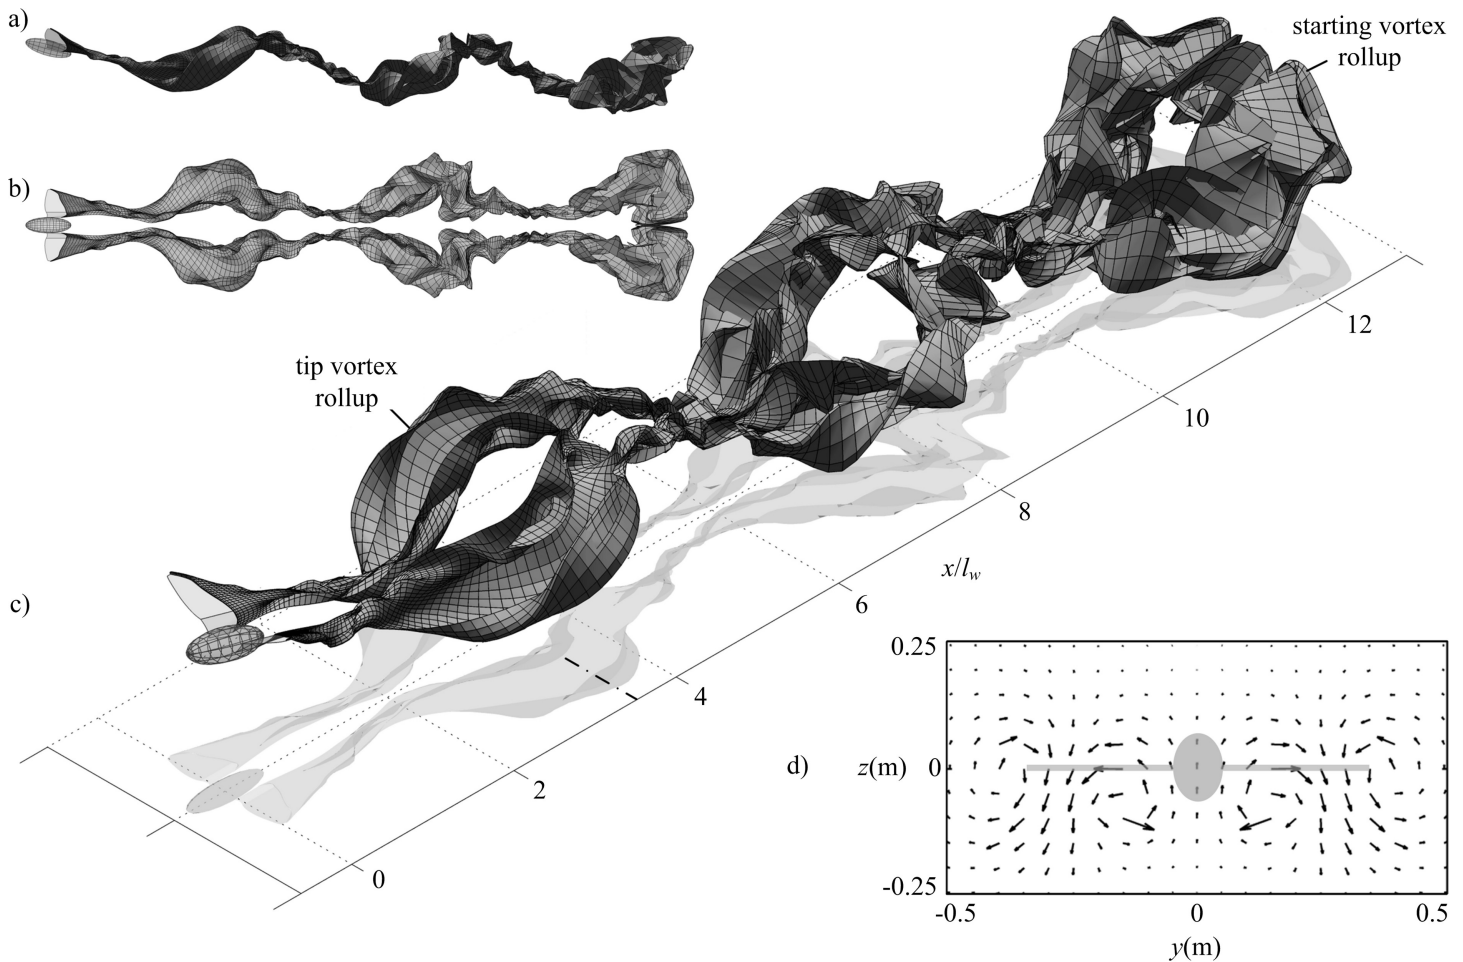 a)
starting vortex
rollup
b)
12
tip vortex
rollup
10
8
x/lw
c)
6
4
2
0
0.25
d)
z(m)
0
-0.25
-0.5
0
0.5
y(m)